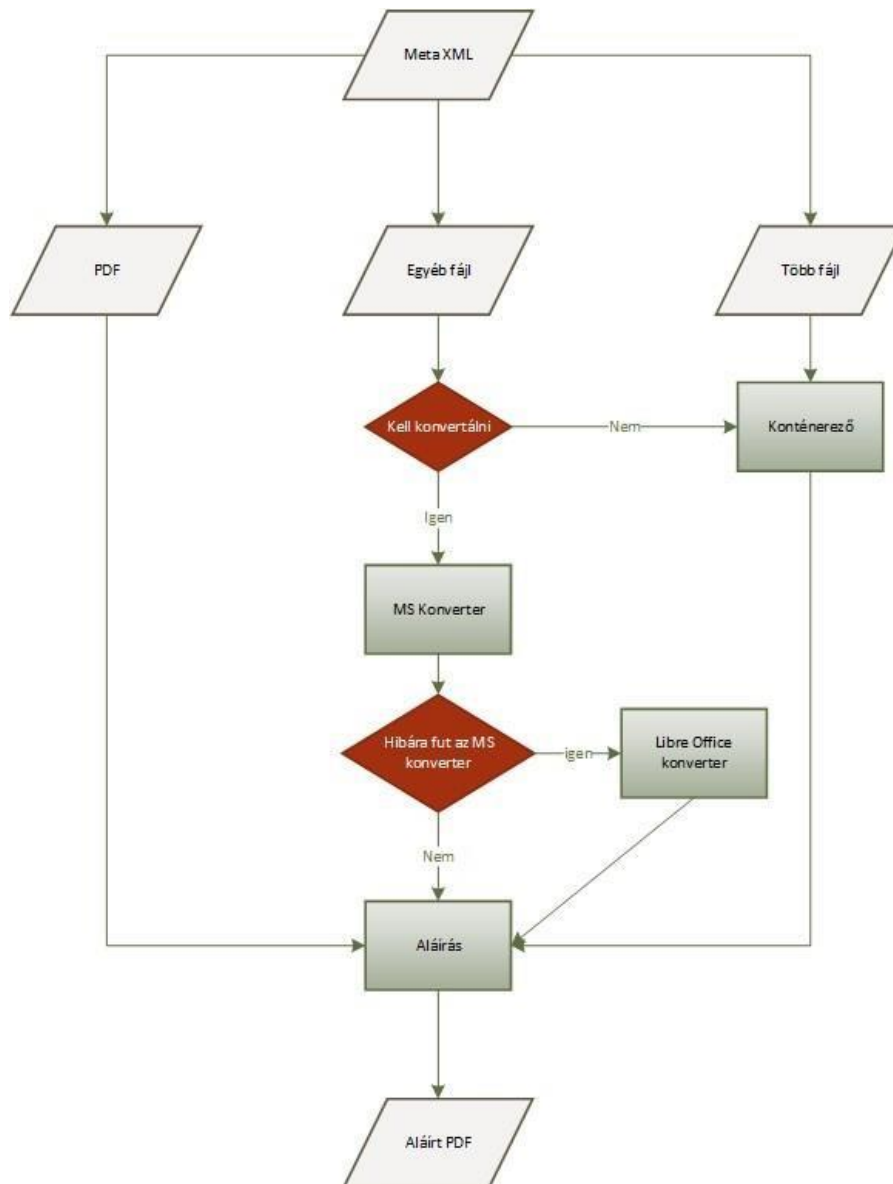 Meta XML
PDF
Egyéb fájl
Több fájl
Kell konvertálni
Nem
Konténerező
Igen
MS Konverter
Hibára fut az MS
konverter
igen
Libre Office
konverter
Nem
Aláírás
Aláírt PDF